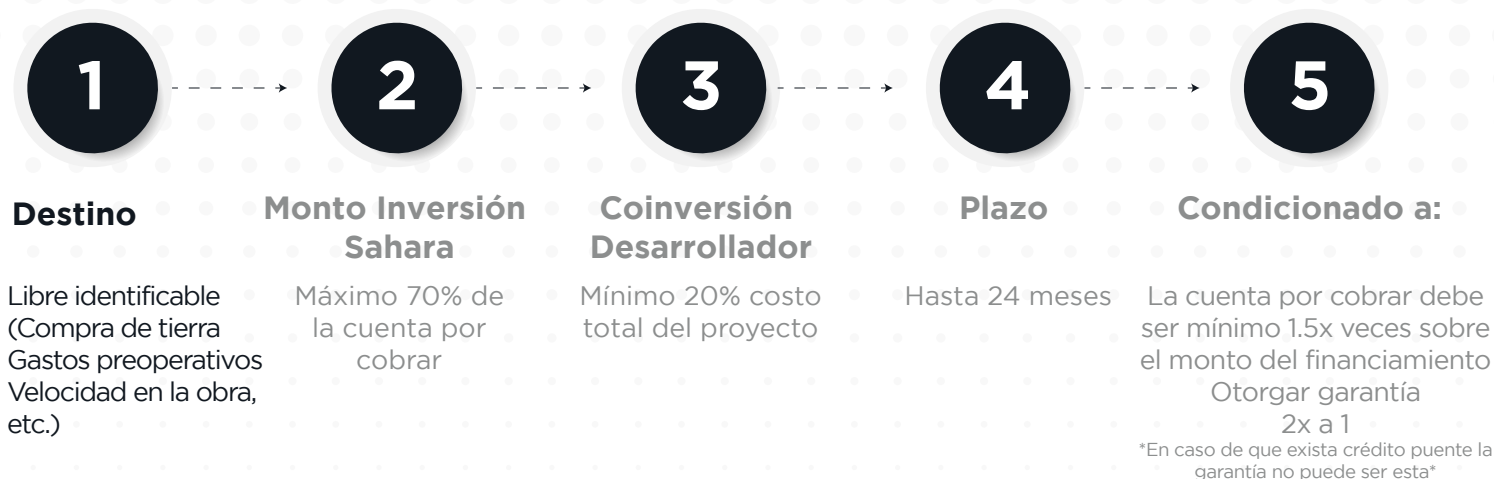 1
2
3
4
5
Destino
Libre identificable
(Compra de tierra
Gastos preoperativos
Velocidad en la obra,
etc.)
Monto Inversión
Sahara
Máximo 70% de
la cuenta por
cobrar
Coinversión
Desarrollador
Mínimo 20% costo
total del proyecto
Plazo
Hasta 24 meses
Condicionado a:
La cuenta por cobrar debe
ser mínimo 1.5x veces sobre
el monto del financiamiento
Otorgar garantía
2x a 1
*En caso de que exista crédito puente la
garantía no puede ser esta*